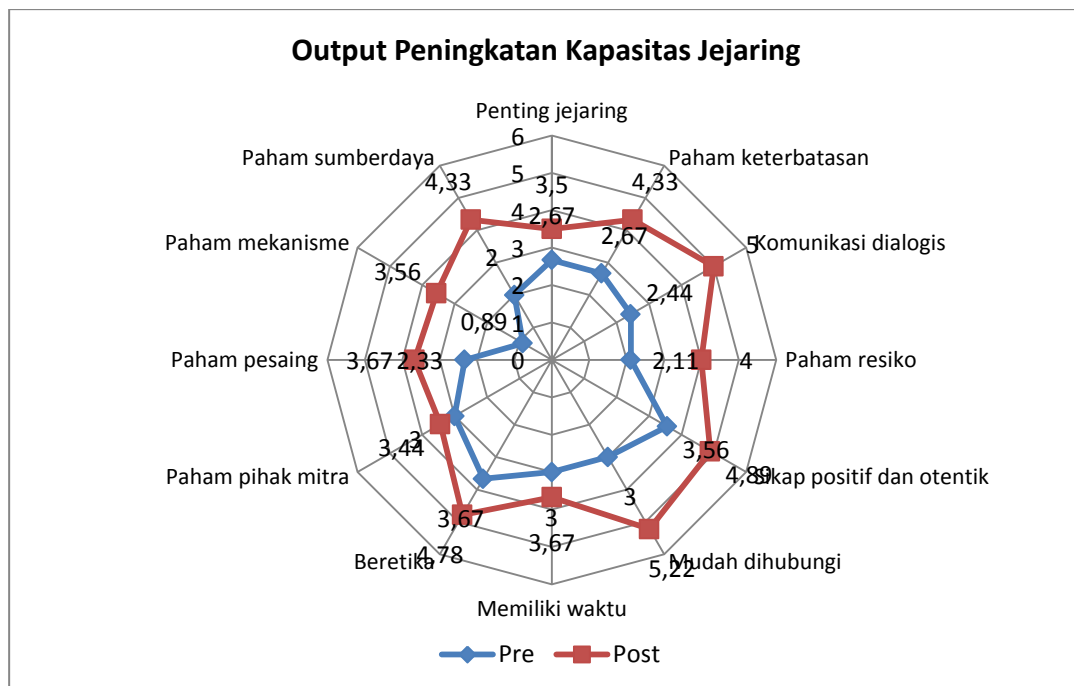 Output Peningkatan Kapasitas Jejaring
Penting jejaring
6
Paham sumberdaya
Paham keterbatasan
5
4,33
3,5
4,33
4
2,67
2,67
Paham mekanisme
Komunikasi dialogis
5
3,56
2
3
2,44
2
0,89
1
Paham pesaing
3,67
2,33
0
2,11
4
Paham resiko
Paham pihak mitra
3,44
3
3,56
4,89
Sikap positif dan otentik
3
3,67
3
3,67
Beretika
4,78
5,22
Mudah dihubungi
Memiliki waktu
Pre
Post